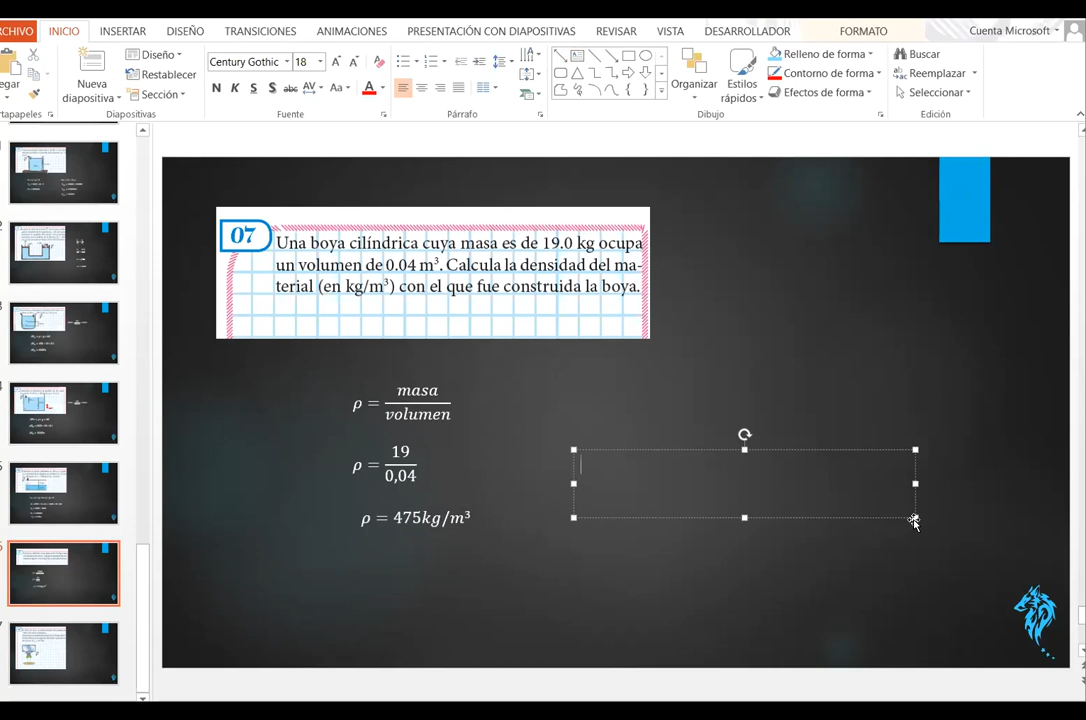 ARCHIVO INICIO INSERTAR DISEÑO TRANSICIONES ANIMACIONES PRESENTACIÓN CON DIAPOSITIVAS REVISAR VISTA DESARROLLADOR FORMATO Cuenta Microsoft
Nueva diapositiva
Diseño
Restablecer
Sección
Diapositivas
Century Gothic 18
N K S S abc AV Aa A
Fuente
Párrafo
Organizar
Estilos rápidos
Relleno de forma
Contorno de forma
Efectos de forma
Dibujo
Buscar
Reemplazar
Seleccionar
Edición
07
Una boya cilíndrica cuya masa es de 19.0 kg ocupa
un volumen de 0.04 m³. Calcula la densidad del ma-
terial (en kg/m³) con el que fue construida la boya.
ρ = masa / volumen
ρ = 19 / 0,04
ρ = 475kg/m³